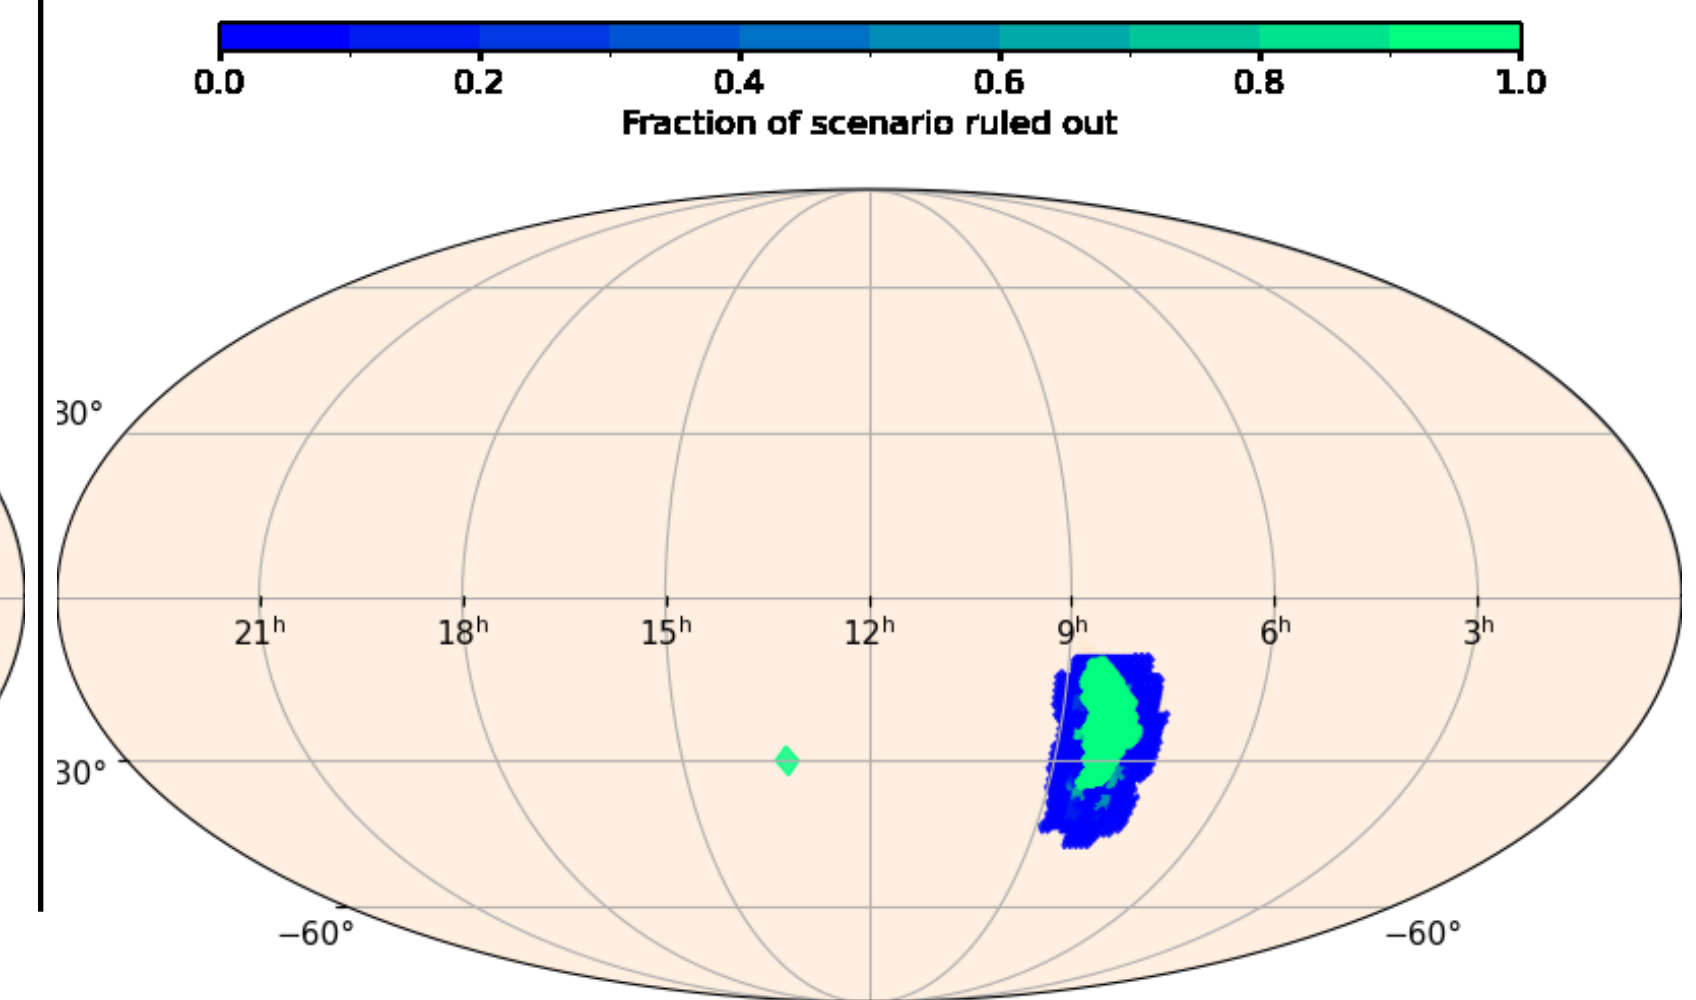 0.0 0.2 0.4 0.6 0.8 1.0
Fraction of scenario ruled out
30°
21h 18h 15h 12h 9h 6h 3h
30°
−60° −60°